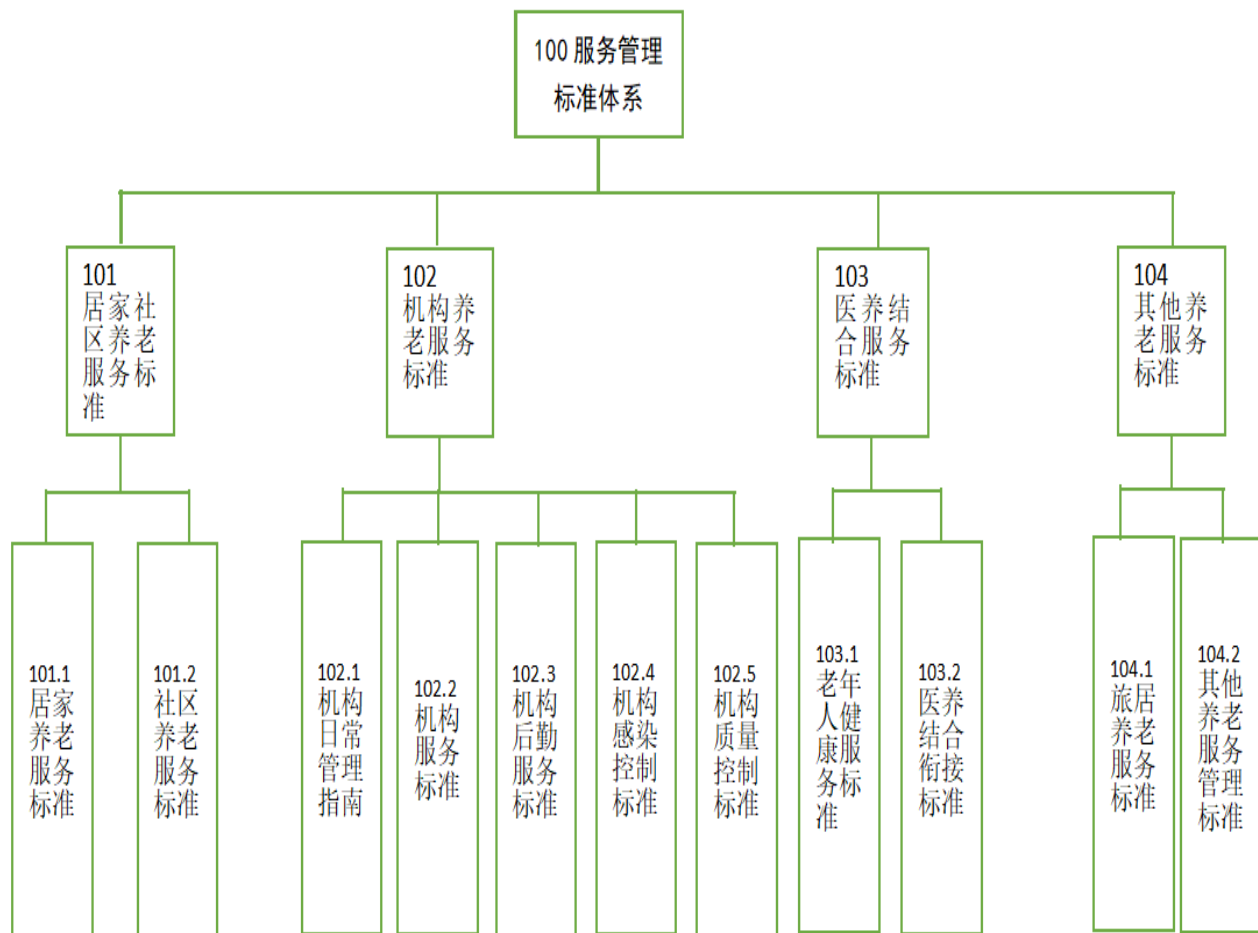 100 服务管理
标准体系
101
居家社
区养老
服务标
准
102
机构养
老服务
标准
103
医养结
合服务
标准
104
其他养
老服务
标准
101.1
居家
养老
服务
标准
101.2
社区
养老
服务
标准
102.1
机构
日常
管理
指南
102.2
机构
服务
标准
102.3
机构
后勤
服务
标准
102.4
机构
感染
控制
标准
102.5
机构
质量
控制
标准
103.1
老年
人健
康服
务标
准
103.2
医养
结合
衔接
标准
104.1
旅居
养老
服务
标准
104.2
其他
养老
服务
管理
标准